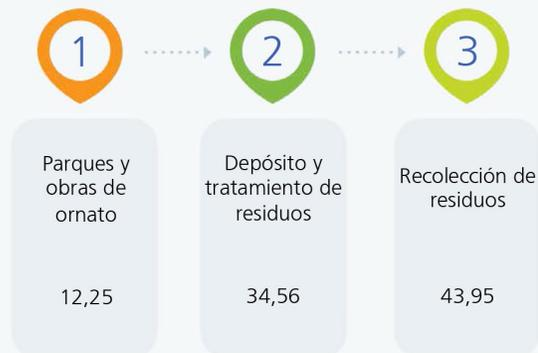 1
2
3
Parques y
obras de
ornato
12,25
Depósito y
tratamiento de
residuos
34,56
Recolección de
residuos
43,95